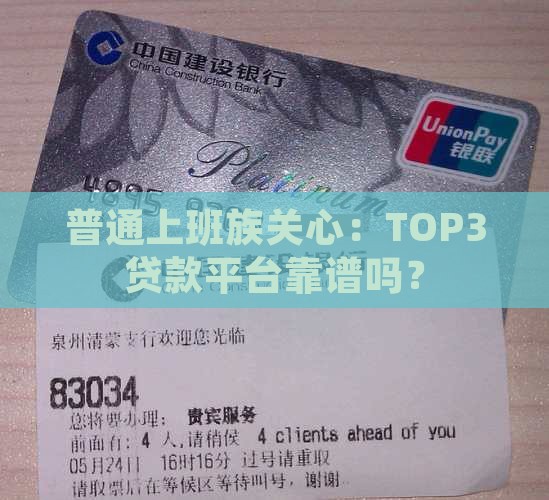 中国建设银行
China Construction Bank
UnionPay
银联
Platinum
4895
普通上班族关心：TOP3
贷款平台靠谱吗？
泉州清蒙支行欢迎您光临
83034
您将要办理： 贵宾服务
前面有: 4 人,请稍候 4 clients ahead of you
05月24日 16时16分 过号请重取
请取票后在等候区等待叫号，谢谢